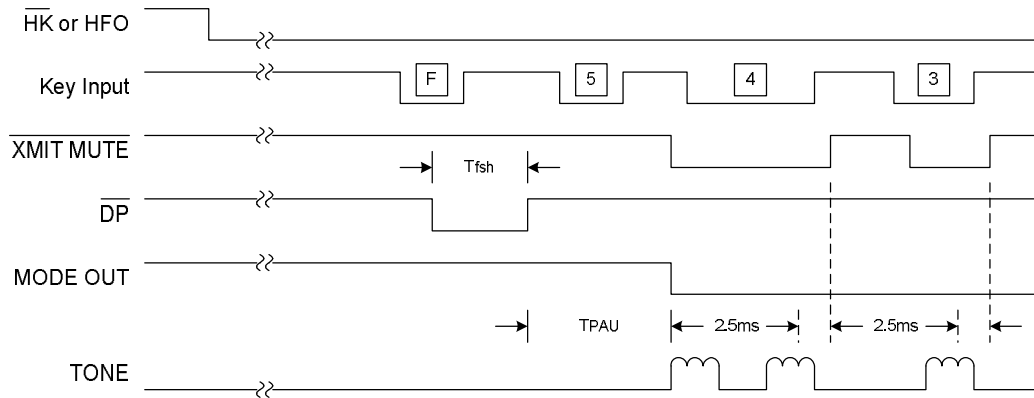 HK or HFO
Key Input
F
5
4
3
XMIT MUTE
Tfsh
DP
MODE OUT
TPAU
2.5ms
2.5ms
TONE